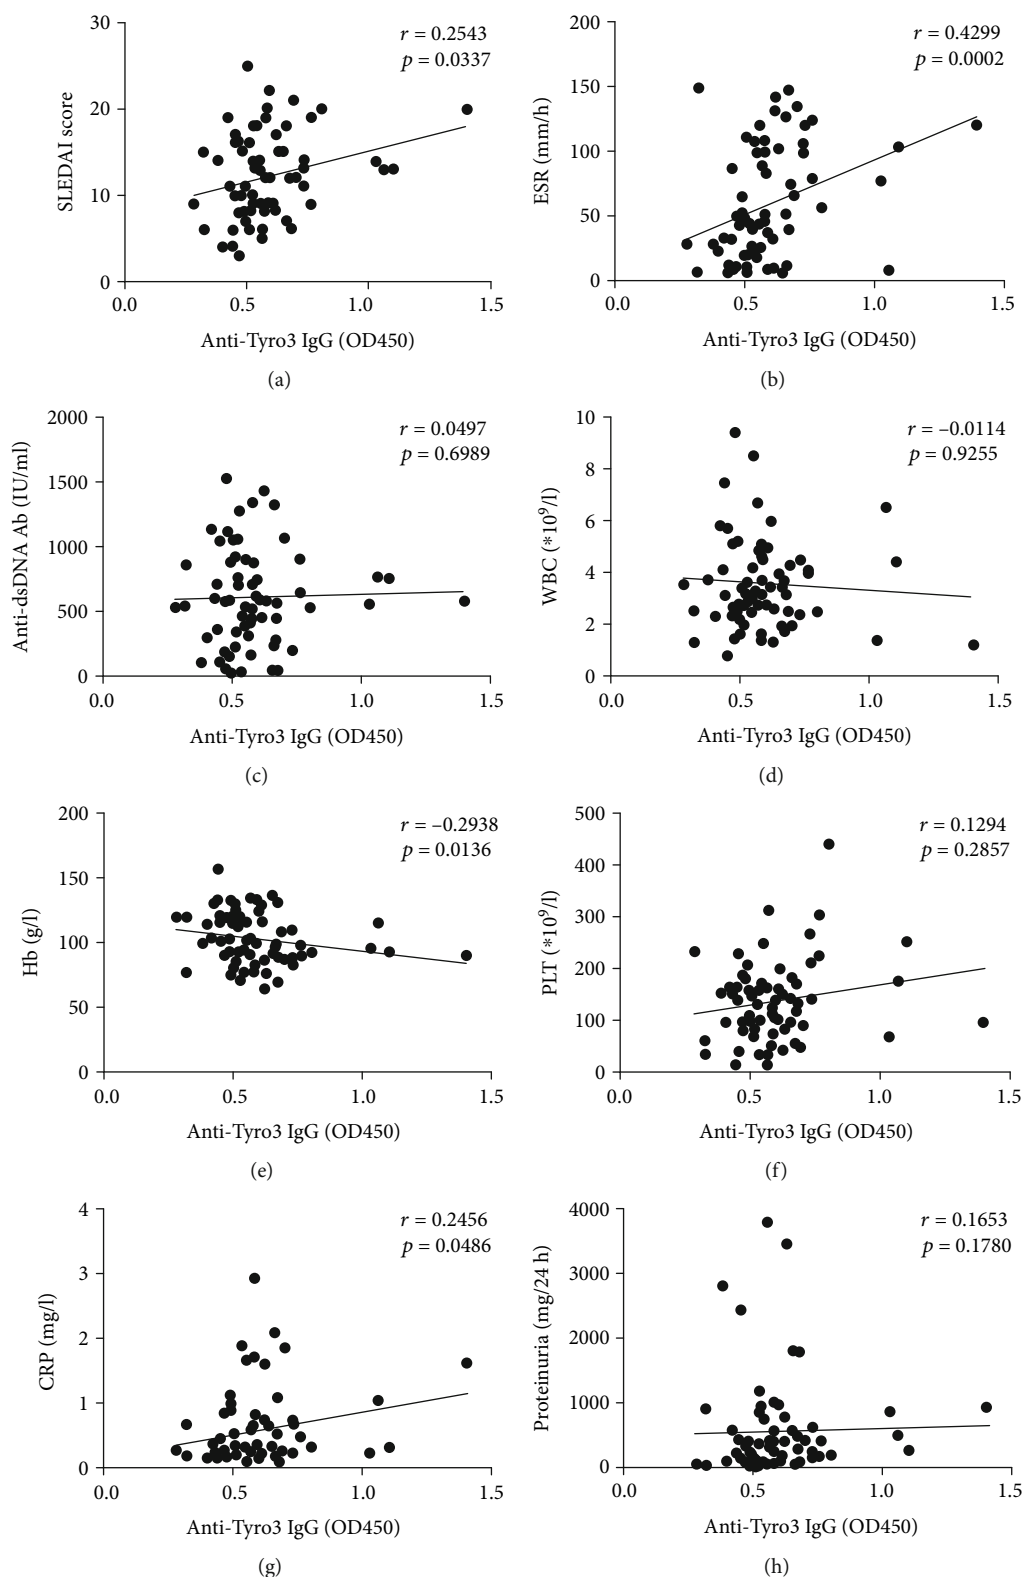 30
20
10
0
SLEDAI score
r = 0.2543
p = 0.0337
0.0 0.5 1.0 1.5
Anti-Tyro3 IgG (OD450)
(a)
200
150
100
50
0
ESR (mm/h)
r = 0.4299
p = 0.0002
0.0 0.5 1.0 1.5
Anti-Tyro3 IgG (OD450)
(b)
2000
1500
1000
500
0
Anti-dsDNA Ab (IU/ml)
r = 0.0497
p = 0.6989
0.0 0.5 1.0 1.5
Anti-Tyro3 IgG (OD450)
(c)
10
8
6
4
2
0
WBC (*10⁹/l)
r = –0.0114
p = 0.9255
0.0 0.5 1.0 1.5
Anti-Tyro3 IgG (OD450)
(d)
200
150
100
50
0
Hb (g/l)
r = –0.2938
p = 0.0136
0.0 0.5 1.0 1.5
Anti-Tyro3 IgG (OD450)
(e)
500
400
300
200
100
0
PLT (*10⁹/l)
r = 0.1294
p = 0.2857
0.0 0.5 1.0 1.5
Anti-Tyro3 IgG (OD450)
(f)
4
3
2
1
0
CRP (mg/l)
r = 0.2456
p = 0.0486
0.0 0.5 1.0 1.5
Anti-Tyro3 IgG (OD450)
(g)
4000
3000
2000
1000
0
Proteinuria (mg/24 h)
r = 0.1653
p = 0.1780
0.0 0.5 1.0 1.5
Anti-Tyro3 IgG (OD450)
(h)